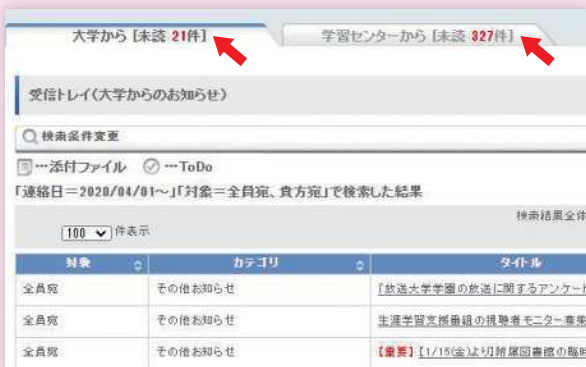 大学から [未読 21件]
学習センターから [未読 327件]
受信トレイ(大学からのお知らせ)
検索条件変更
…添付ファイル …ToDo
「連絡日=2020/04/01~」「対象=全員宛、貴方宛」で検索した結果
検索結果全体
100 件表示
対象 カテゴリ タイトル
全員宛 その他お知らせ 「放送大学学園の放送に関するアンケート
全員宛 その他お知らせ 生涯学習支援番組の視聴者モニター募集
全員宛 その他お知らせ 【重要】【1/15(金)より】附属図書館の臨時